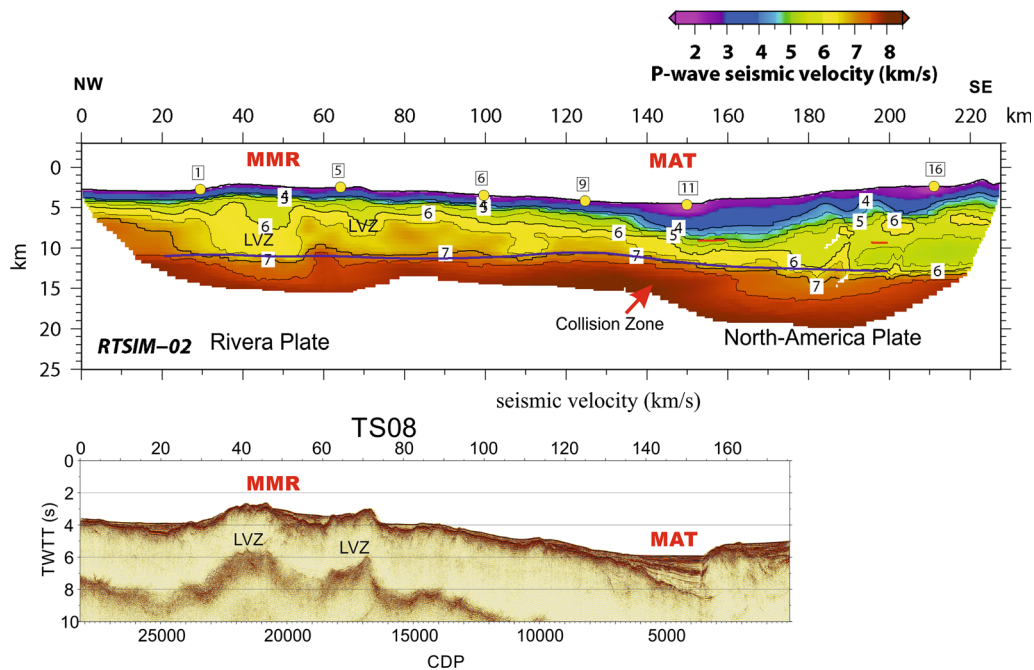 2 3 4 5 6 7 8
P-wave seismic velocity (km/s)
NW SE
0 20 40 60 80 100 120 140 160 180 200 220 km
MMR MAT
1 5 6 9 11 16
0
5
10
15
20
25
km
4 5 4 5 4 5 4 5
6 6 6 6 6 6
7 7 7 7 7
LVZ LVZ
Collision Zone
RTSIM–02 Rivera Plate North-America Plate
seismic velocity (km/s)
TS08
0 20 40 60 80 100 120 140 160
MMR
MAT
LVZ LVZ
0
2
4
6
8
10
TWTT (s)
25000 20000 15000 10000 5000
CDP